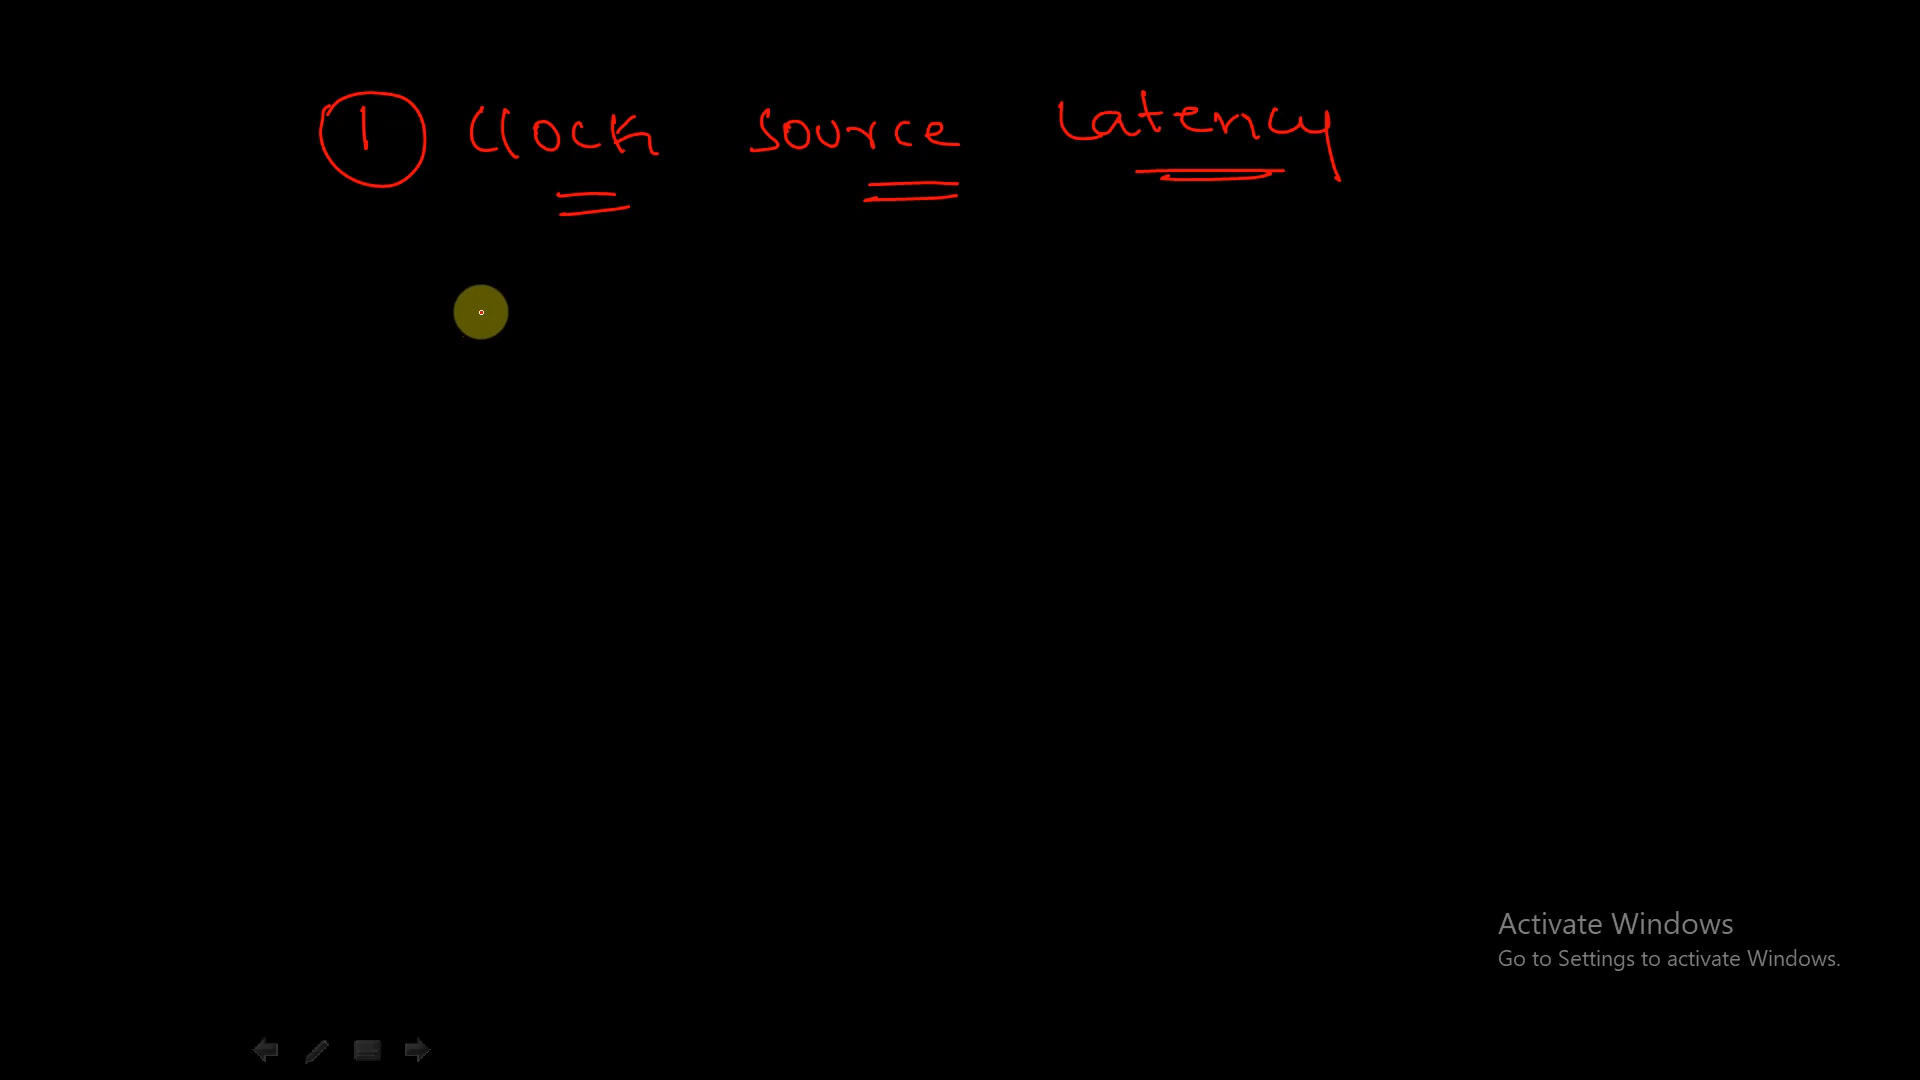 1 Clock source Latency
Activate Windows
Go to Settings to activate Windows.